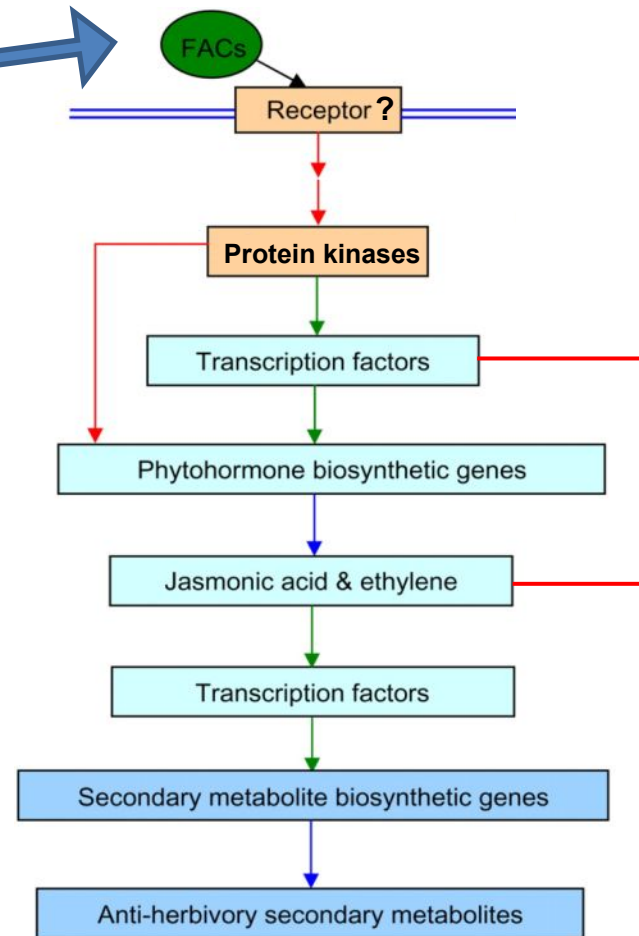 FACs
Receptor ?
Protein kinases
Transcription factors
Phytohormone biosynthetic genes
Jasmonic acid & ethylene
Transcription factors
Secondary metabolite biosynthetic genes
Anti-herbivory secondary metabolites